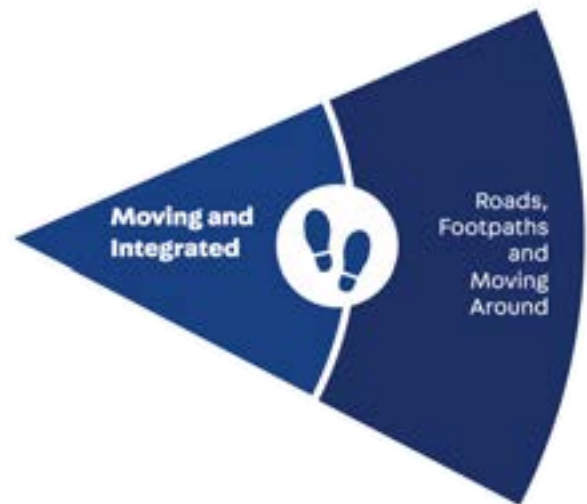 Moving and
Integrated
Roads,
Footpaths
and
Moving
Around